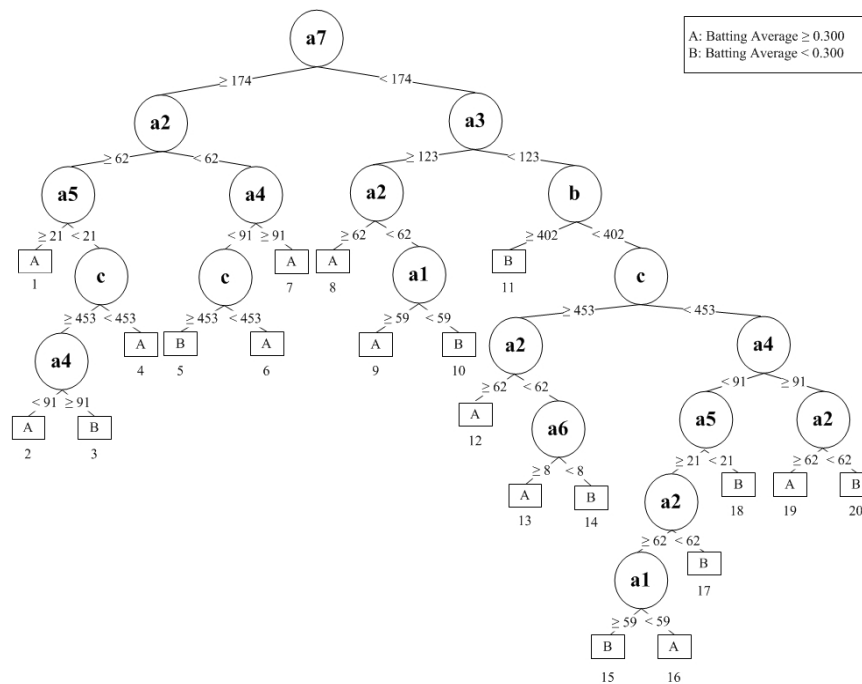 a7
A: Batting Average ≥ 0.300
B: Batting Average < 0.300
≥ 174 < 174
a2 a3
≥ 62 < 62 ≥ 123 < 123
a5 a4 a2 b
≥ 21 < 21 < 91 ≥91 ≥ 62 < 62 ≥ 402 < 402
A c c A A a1 B c
1 7 8 11
≥ 453 < 453 ≥ 453 < 453 ≥ 59 < 59 ≥ 453 < 453
a4 A B A A B a2 a4
4 5 6 9 10
< 91 ≥ 91 ≥ 62 < 62 < 91 ≥ 91
A B A a6 a5 a2
2 3 12
≥ 8 < 8 ≥ 21 < 21 ≥ 62 < 62
A B a2 B A B
13 14 18 19 20
≥ 62 < 62
a1 B
17
≥ 59 < 59
B A
15 16